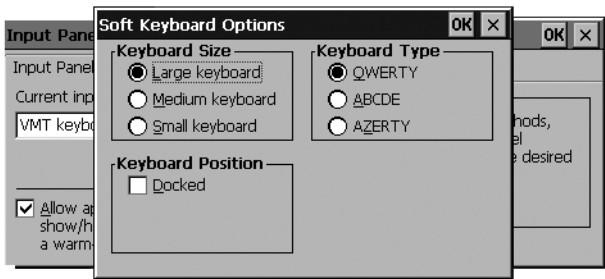 Input Pane
Soft Keyboard Options OK ×
OK ×
Input Panel
Current inp
VMT keybo
Allow ap
show/h
a warm-
Keyboard Size
Large keyboard
Medium keyboard
Small keyboard
Keyboard Type
QWERTY
ABCDE
AZERTY
Keyboard Position
Docked
hods,
el
e desired